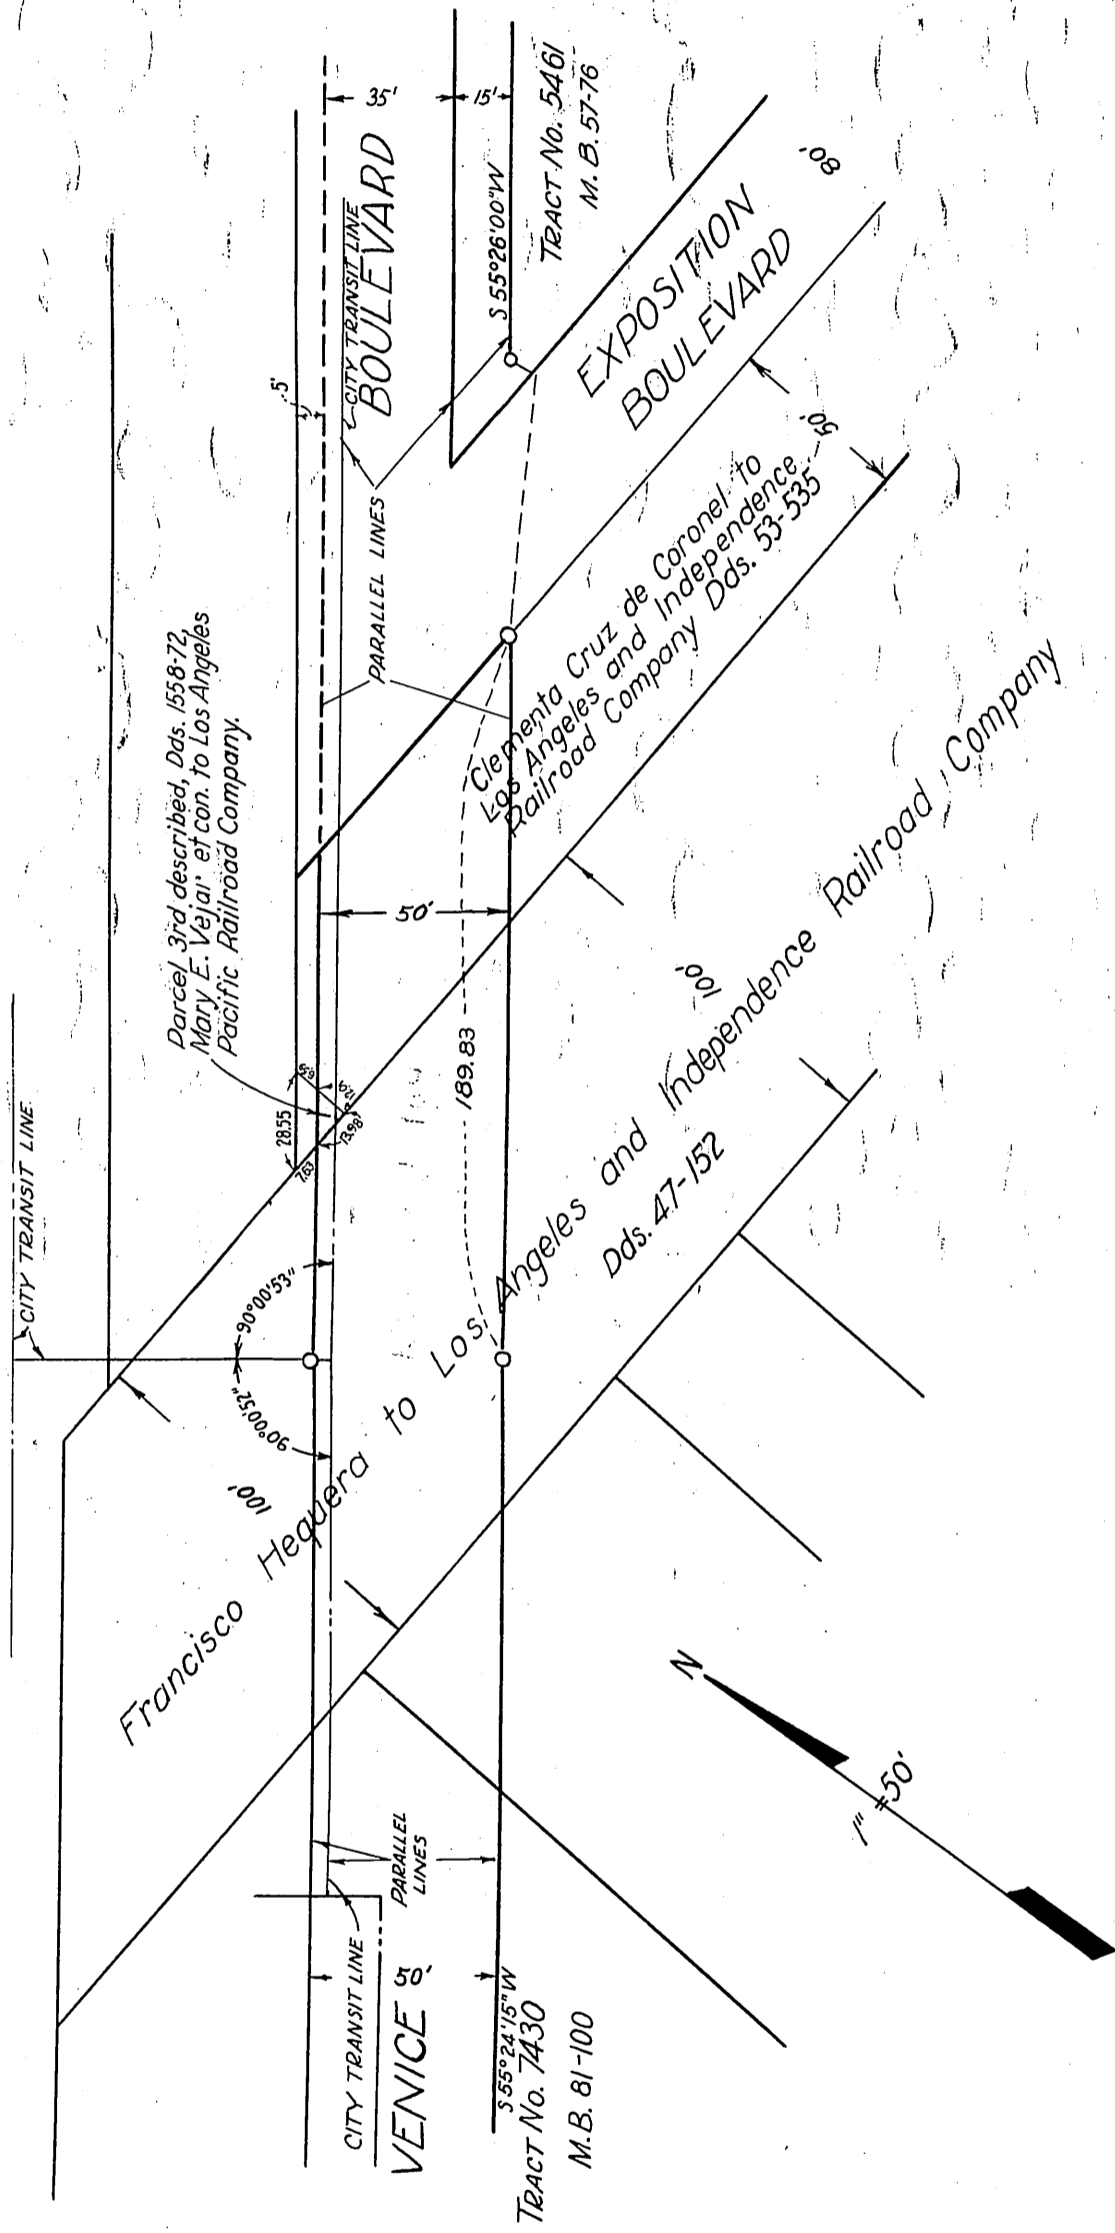 CITY TRANSIT LINE
Parcel 3rd described, Dds. 1558-72,
Mary E. Vejar et con. to Los Angeles
Pacific Railroad Company.
5'
35'
15'
CITY TRANSIT LINE
BOULEVARD
PARALLEL LINES
S 55°26'00"W
TRACT No. 5461
M. B. 57-76
EXPOSITION
BOULEVARD
80'
50'
Clementa Cruz de Coronel to
Los Angeles and Independence
Railroad Company Dds. 53-535
28.55
7.63
13.98
50'
189.83
90°00'53"
90°00'52"
100'
100'
Francisco Hequera to Los Angeles and Independence Railroad Company
Dds. 47-152
PARALLEL
LINES
CITY TRANSIT LINE
VENICE
50'
S 55°24'15"W
TRACT No. 7430
M.B. 81-100
N
1" = 50'